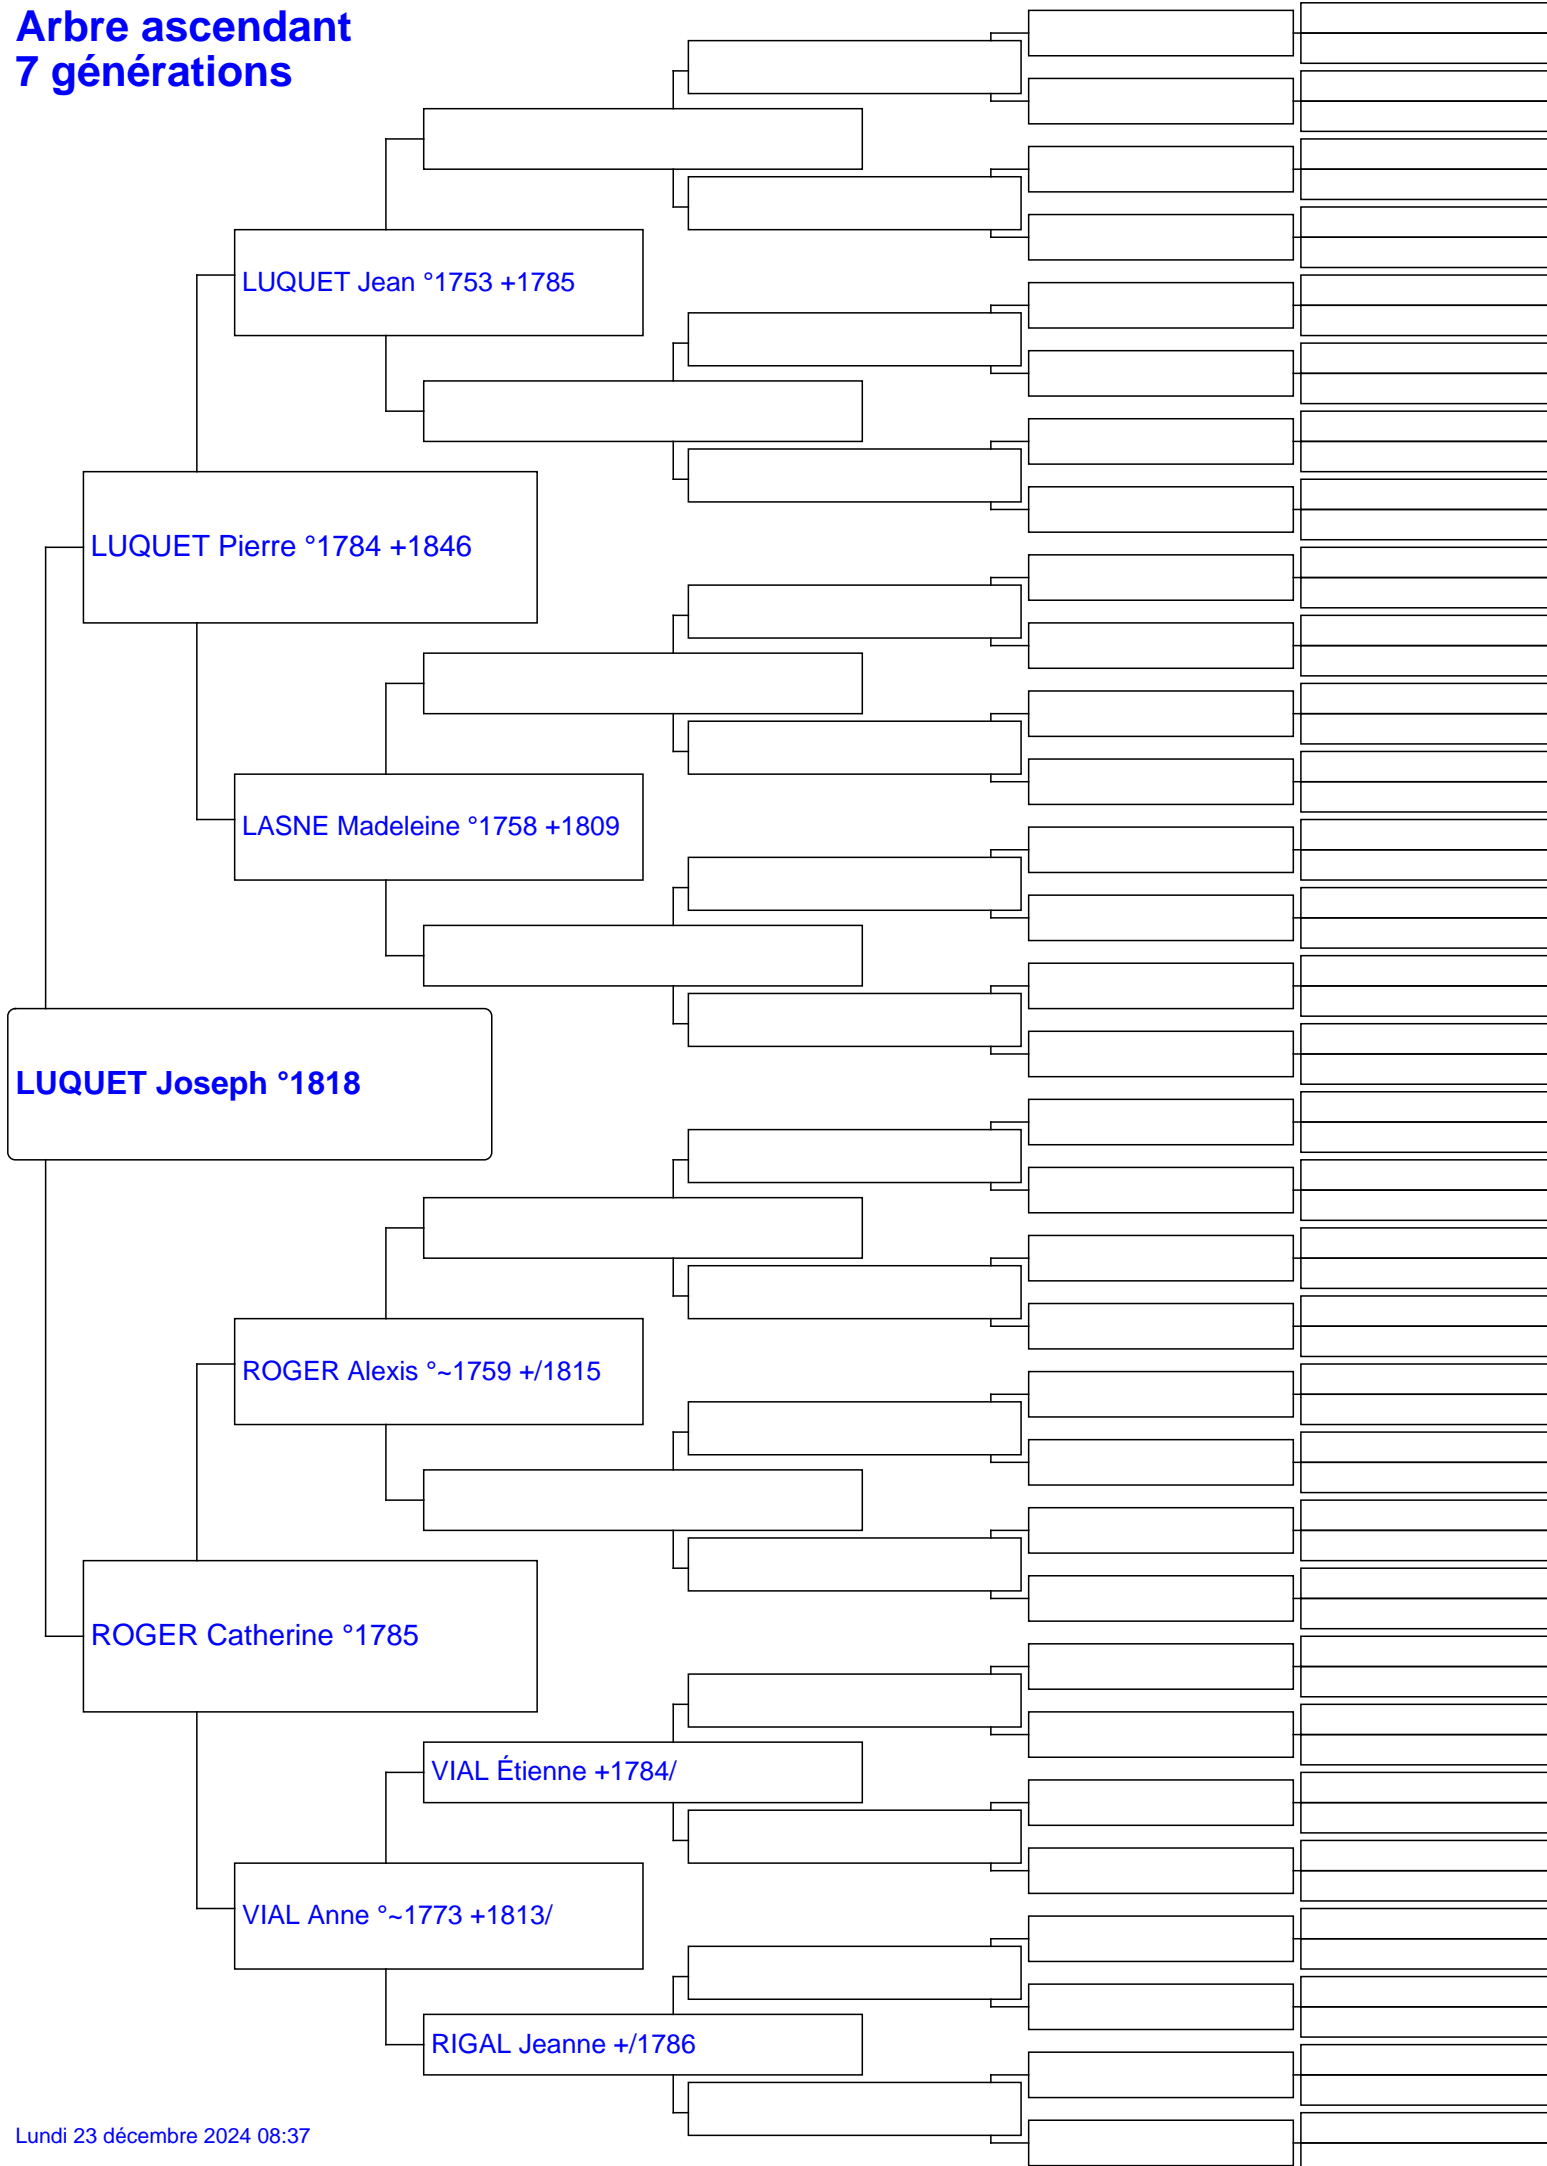 Arbre ascendant
7 générations
LUQUET Jean °1753 +1785
LUQUET Pierre °1784 +1846
LASNE Madeleine °1758 +1809
LUQUET Joseph °1818
ROGER Alexis °~1759 +/1815
ROGER Catherine °1785
VIAL Étienne +1784/
VIAL Anne °~1773 +1813/
RIGAL Jeanne +/1786
Lundi 23 décembre 2024 08:37